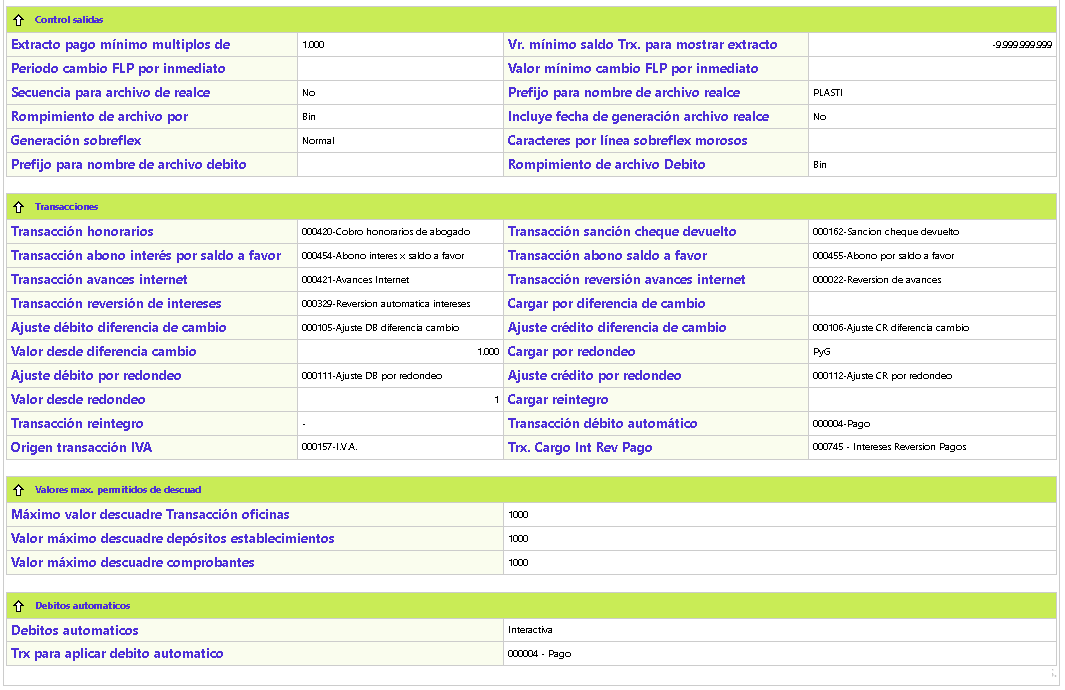 Control salidas
Extracto pago mínimo multiplos de 1.000 Vr. mínimo saldo Trx. para mostrar extracto -9.999.999.999
Periodo cambio FLP por inmediato Valor mínimo cambio FLP por inmediato
Secuencia para archivo de realce No Prefijo para nombre de archivo realce PLASTI
Rompimiento de archivo por Bin Incluye fecha de generación archivo realce No
Generación sobreflex Normal Caracteres por línea sobreflex morosos
Prefijo para nombre de archivo debito Rompimiento de archivo Debito Bin
Transacciones
Transacción honorarios 000420-Cobro honorarios de abogado Transacción sanción cheque devuelto 000162-Sancion cheque devuelto
Transacción abono interés por saldo a favor 000454-Abono interes x saldo a favor Transacción abono saldo a favor 000455-Abono por saldo a favor
Transacción avances internet 000421-Avances Internet Transacción reversión avances internet 000022-Reversion de avances
Transacción reversión de intereses 000329-Reversion automatica intereses Cargar por diferencia de cambio
Ajuste débito diferencia de cambio 000105-Ajuste DB diferencia cambio Ajuste crédito diferencia de cambio 000106-Ajuste CR diferencia cambio
Valor desde diferencia cambio 1.000 Cargar por redondeo PyG
Ajuste débito por redondeo 000111-Ajuste DB por redondeo Ajuste crédito por redondeo 000112-Ajuste CR por redondeo
Valor desde redondeo 1 Cargar reintegro
Transacción reintegro - Transacción débito automático 000004-Pago
Origen transacción IVA 000157-I.V.A. Trx. Cargo Int Rev Pago 000745 - Intereses Reversion Pagos
Valores max. permitidos de descuad
Máximo valor descuadre Transacción oficinas 1000
Valor máximo descuadre depósitos establecimientos 1000
Valor máximo descuadre comprobantes 1000
Debitos automaticos
Debitos automaticos Interactiva
Trx para aplicar debito automatico 000004 - Pago